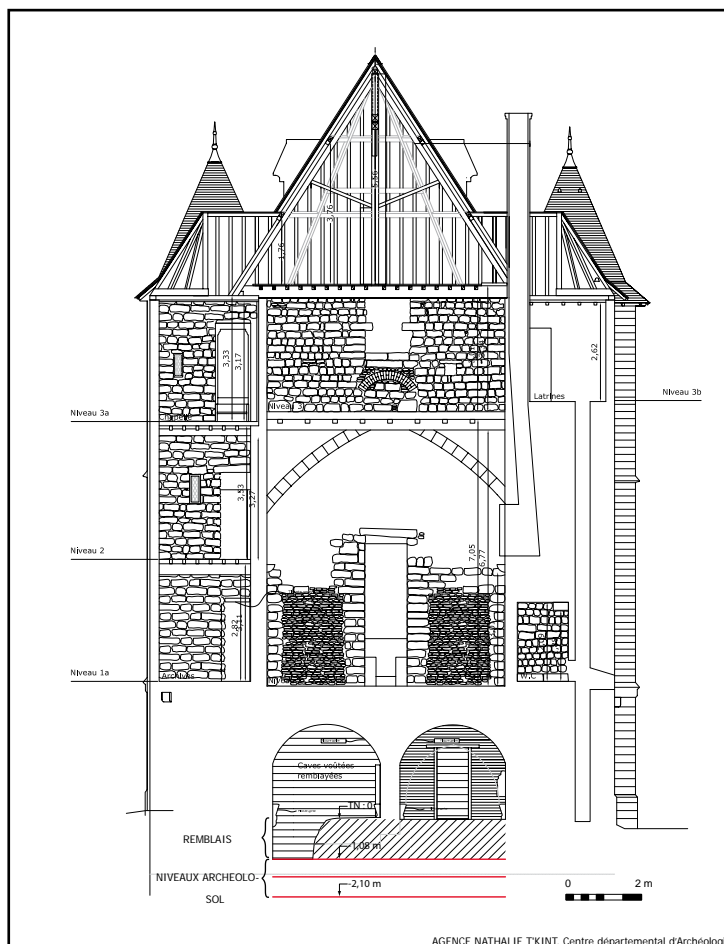 5,56
3,76
1,76
3,33
3,17
2,62
Niveau 3b
Latrines
Niveau 3
Niveau 3a
Chapelle
3,53
3,27
Niveau 2
7,05
6,77
2,82
Niveau 1a
Archives
W.C
Caves voûtées
remblayées
TN : 0
REMBLAIS
-1,08 m
NIVEAUX ARCHEOLO-
-2,10 m
SOL
0 2 m
AGENCE NATHALIE T'KINT, Centre départemental d'Archéolog